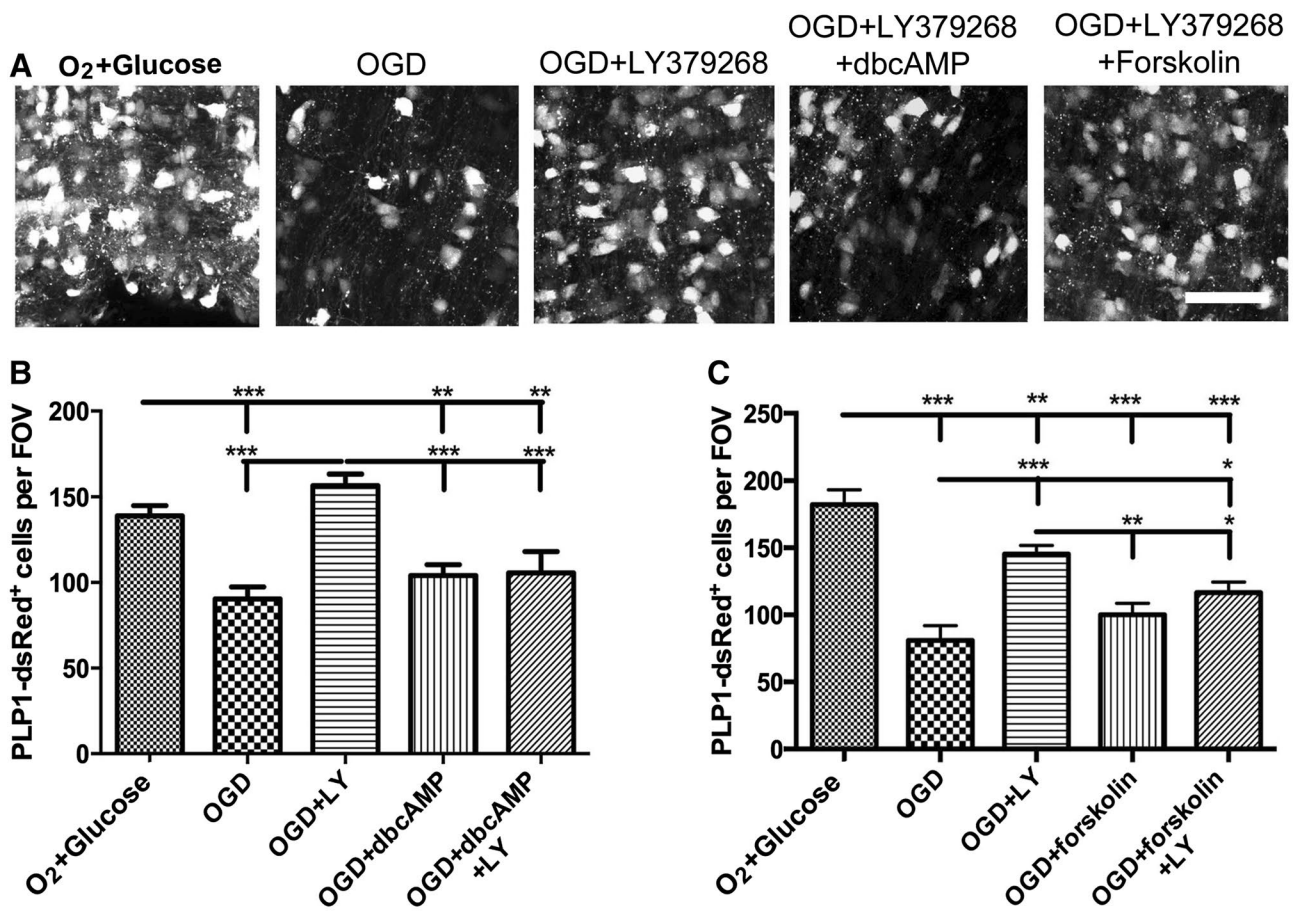 A
O2+Glucose
OGD
OGD+LY379268
OGD+LY379268
+dbcAMP
OGD+LY379268
+Forskolin
B
PLP1-dsRed+ cells per FOV
200
150
100
50
0
***
**
**
***
***
***
O2+Glucose
OGD
OGD+LY
OGD+dbcAMP
OGD+dbcAMP
+LY
C
PLP1-dsRed+ cells per FOV
250
200
150
100
50
0
***
**
***
***
***
*
**
*
O2+Glucose
OGD
OGD+LY
OGD+forskolin
OGD+forskolin
+LY